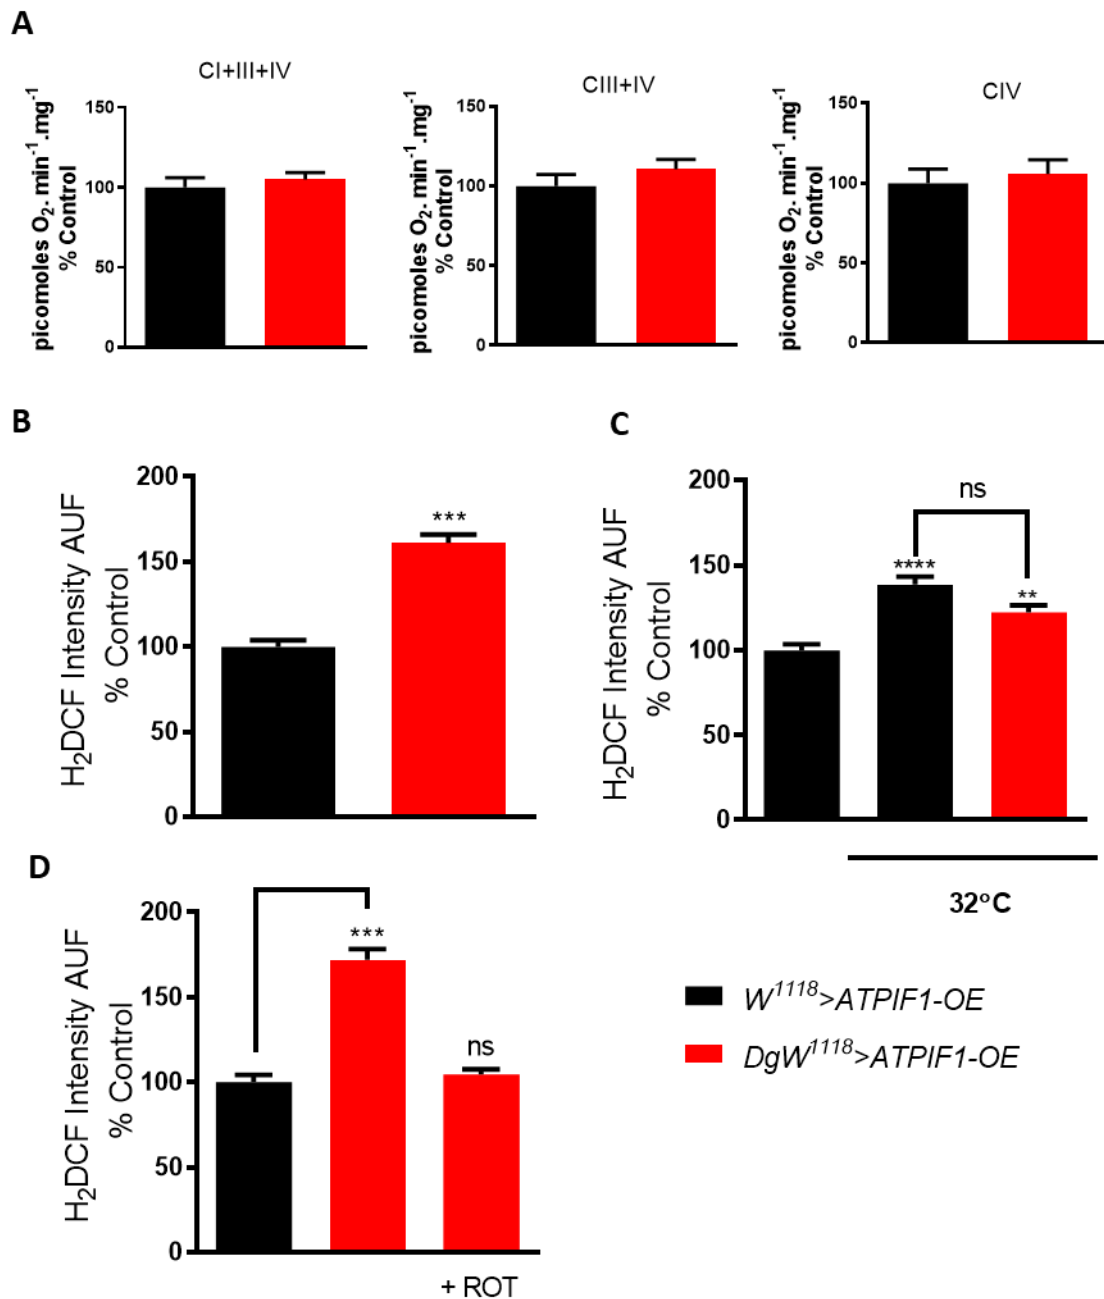 A
CI+III+IV
CIII+IV
CIV
picomoles O₂. min⁻¹.mg⁻¹
% Control
150
100
50
0
picomoles O₂. min⁻¹.mg⁻¹
% Control
150
100
50
0
picomoles O₂. min⁻¹.mg⁻¹
% Control
150
100
50
0
B
H₂DCF Intensity AUF
% Control
200
150
100
50
0
***
C
H₂DCF Intensity AUF
% Control
200
150
100
50
0
ns
****
**
32°C
D
H₂DCF Intensity AUF
% Control
200
150
100
50
0
***
ns
+ ROT
W¹¹¹⁸>ATPIF1-OE
DgW¹¹¹⁸>ATPIF1-OE